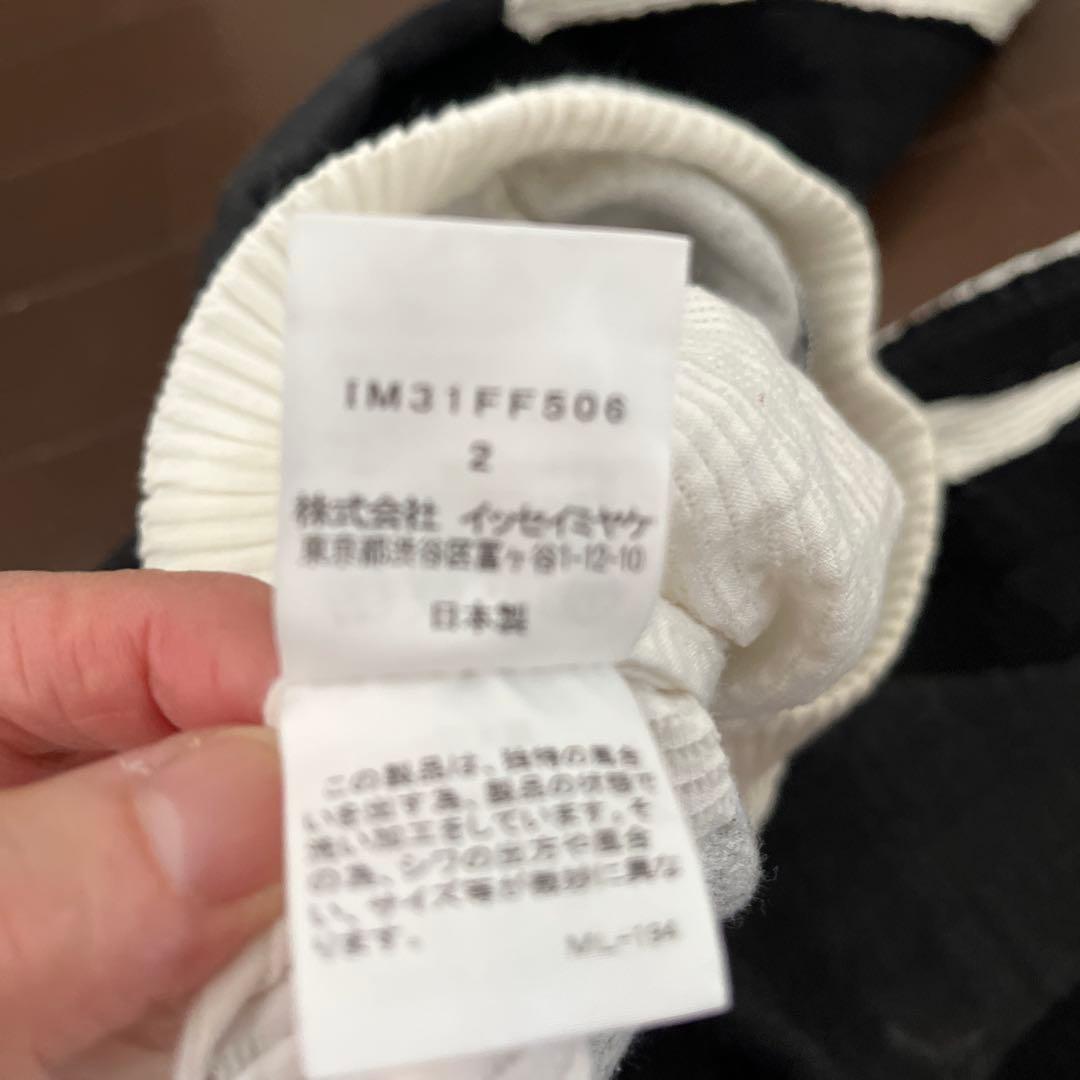 IM31FF506
2
株式会社 イッセイミヤケ
東京都渋谷区富ヶ谷1-12-10
日本製
この製品は、独特の風合
いを出す為、製品の状態で
洗い加工をしています。そ
の為、シワの出方や風合
い、サイズ等が微妙に異な
ります。
ML-194